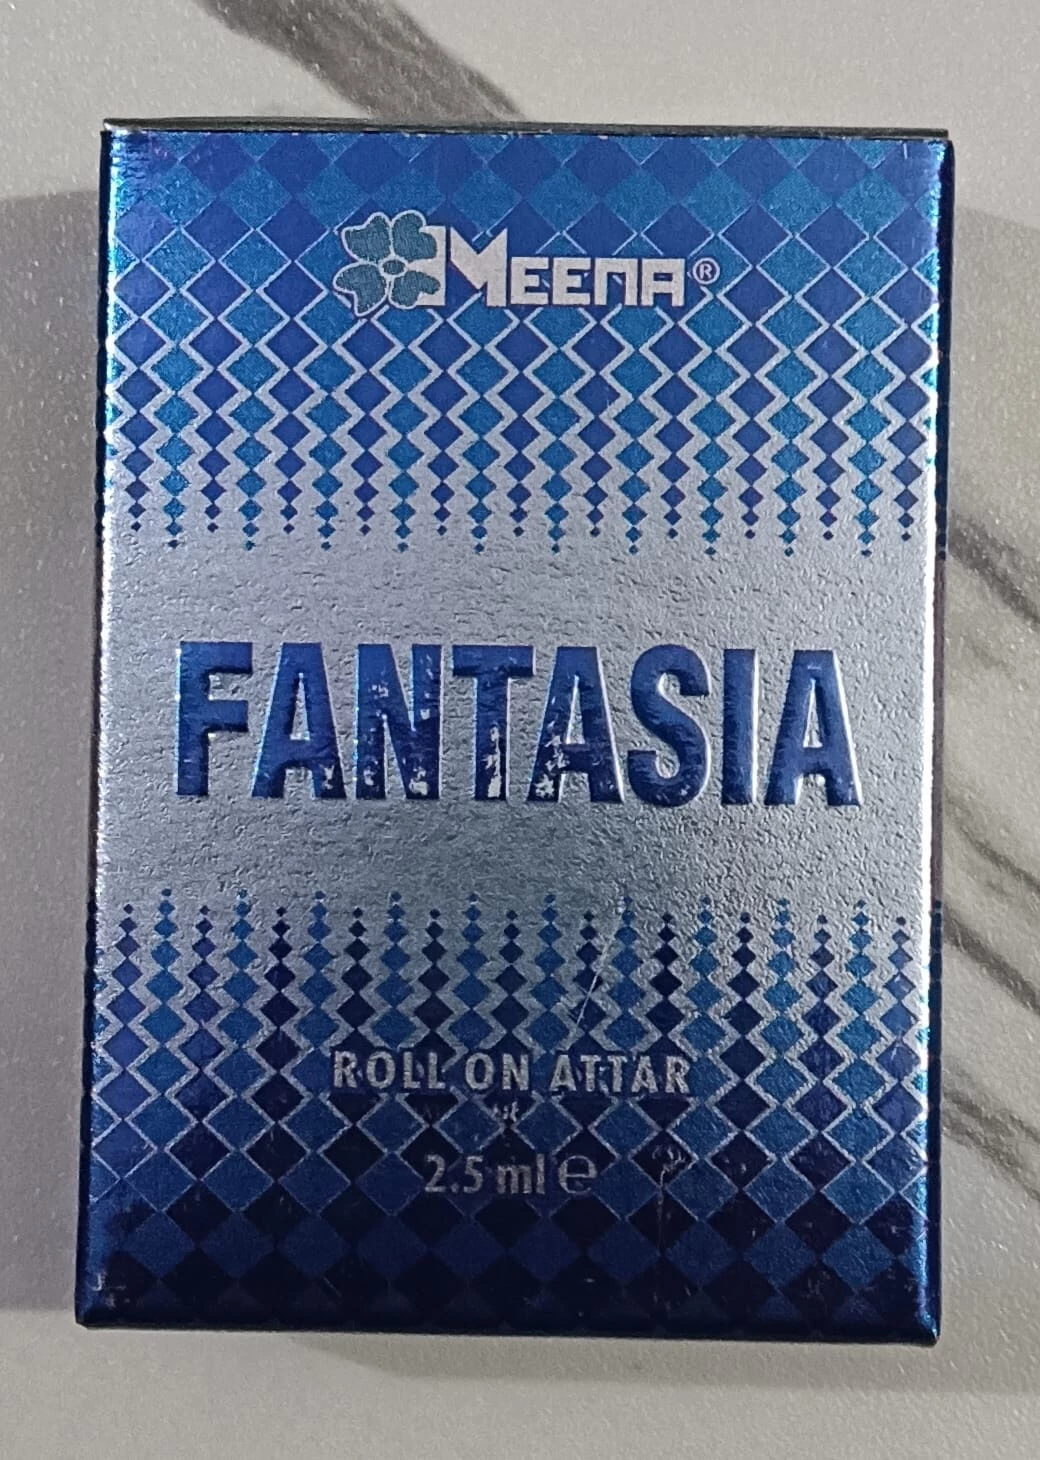 MEENA®
FANTASIA
ROLL ON ATTAR
2.5 ml ℮